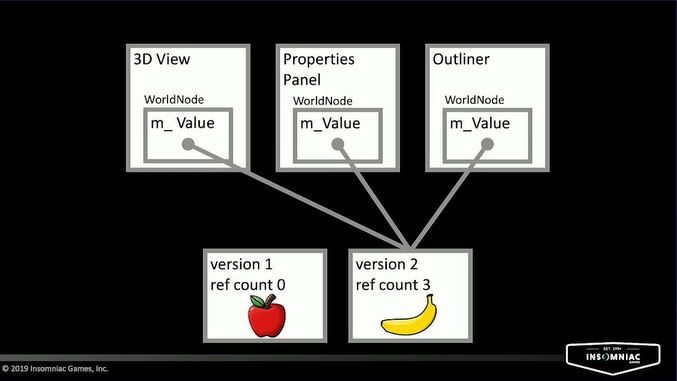 3D View
WorldNode
m_ Value
Properties
Panel
WorldNode
m_Value
Outliner
WorldNode
m_Value
version 1
ref count 0
version 2
ref count 3
© 2019 Insomniac Games, Inc.
EST. 1994
INSOMNIAC
GAMES